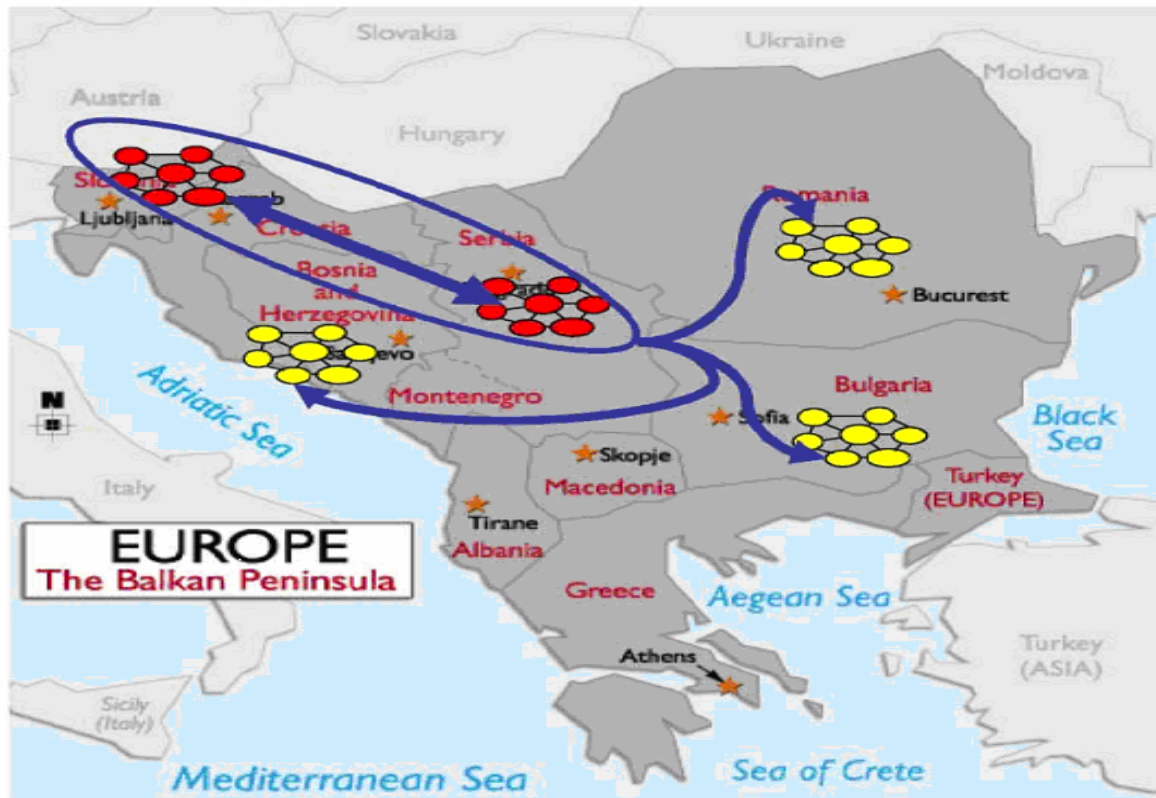 Slovakia
Ukraine
Moldova
Austria
Hungary
Romania
Ljubljana
Croatia
Serbia
Bosnia
and
Herzegovina
Bucurest
Adriatic Sea
Montenegro
Bulgaria
Black
Sea
N
Sofia
Skopje
Macedonia
Turkey
(EUROPE)
Italy
Tirane
Albania
EUROPE
The Balkan Peninsula
Greece
Aegean Sea
Athens
Turkey
(ASIA)
Sicily
(Italy)
Mediterranean Sea
Sea of Crete